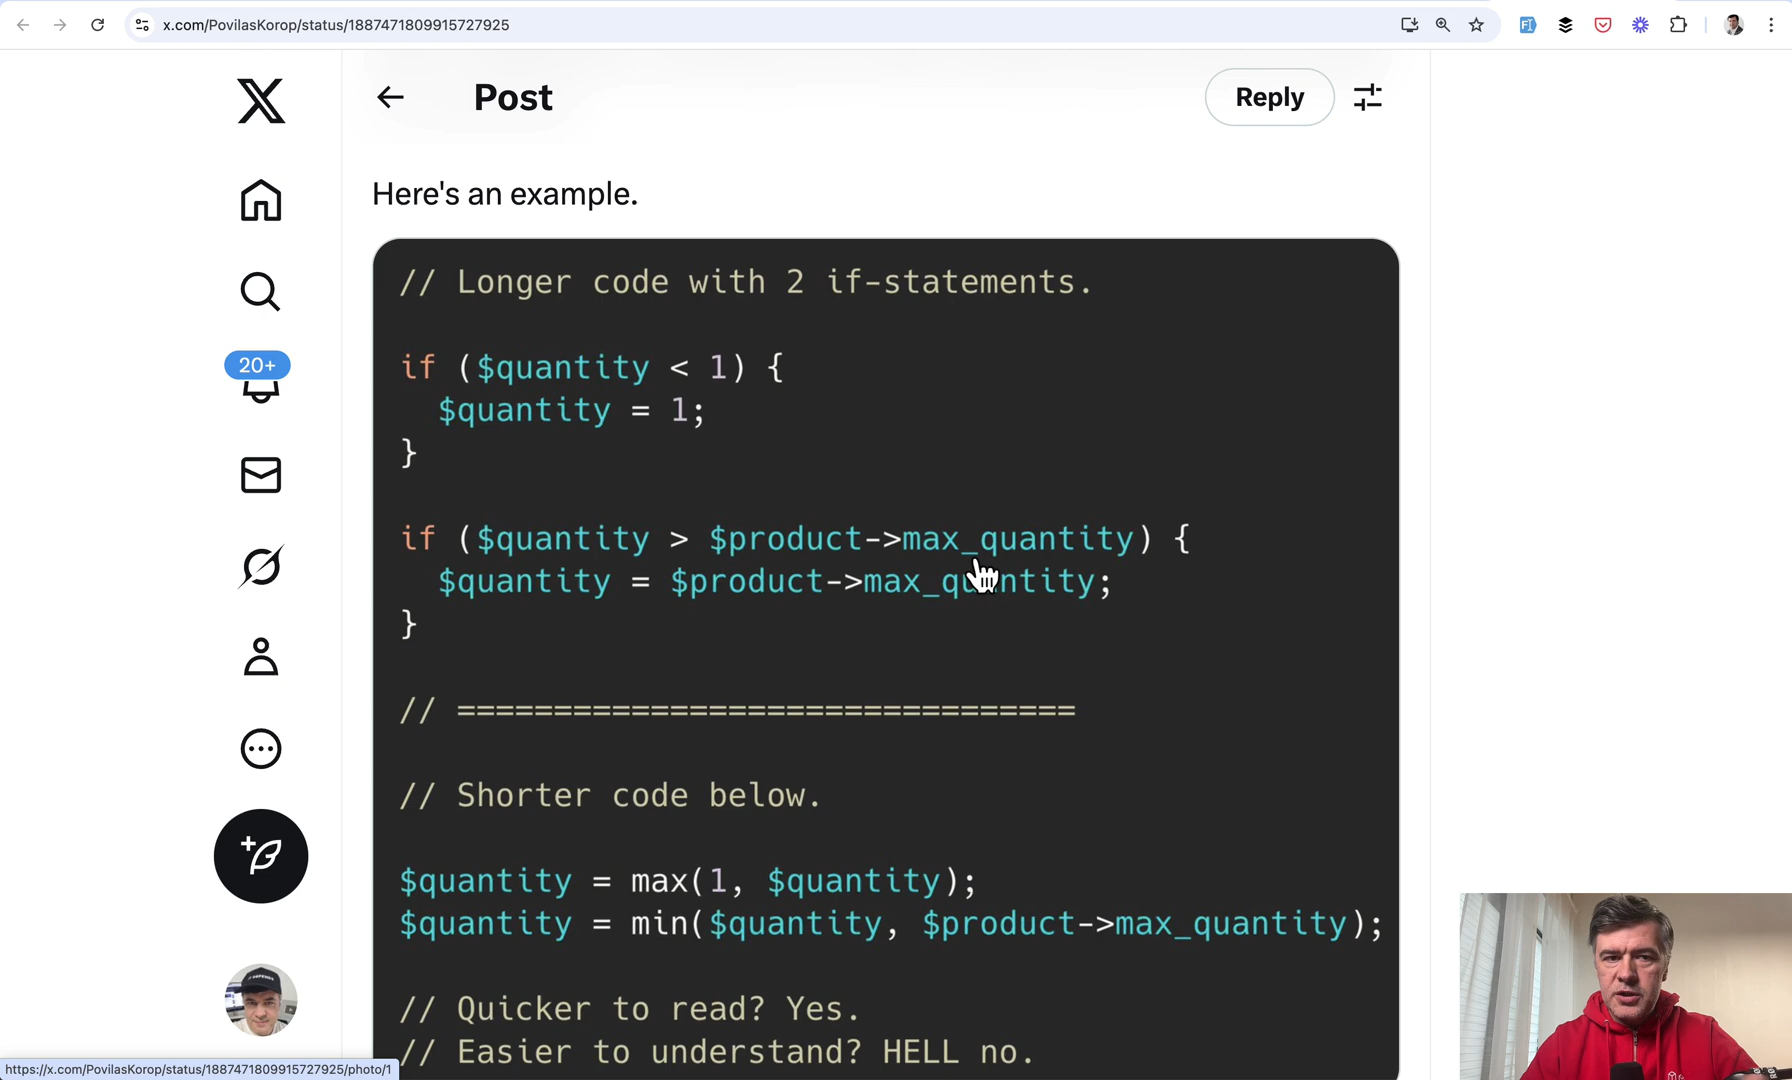 x.com/PovilasKorop/status/1887471809915727925
Post
Reply
Here's an example.
20+
// Longer code with 2 if-statements.
if ($quantity < 1) {
  $quantity = 1;
}
if ($quantity > $product->max_quantity) {
  $quantity = $product->max_quantity;
}
// ================================
// Shorter code below.
$quantity = max(1, $quantity);
$quantity = min($quantity, $product->max_quantity);
// Quicker to read? Yes.
// Easier to understand? HELL no.
https://x.com/PovilasKorop/status/1887471809915727925/photo/1